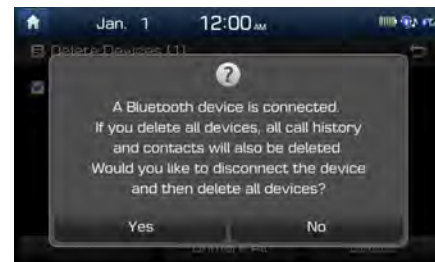 Jan. 1 12:00 AM
Delete Devices (1)
?
A Bluetooth device is connected.
If you delete all devices, all call history
and contacts will also be deleted
Would you like to disconnect the device
and then delete all devices?
Yes No
Unmark All